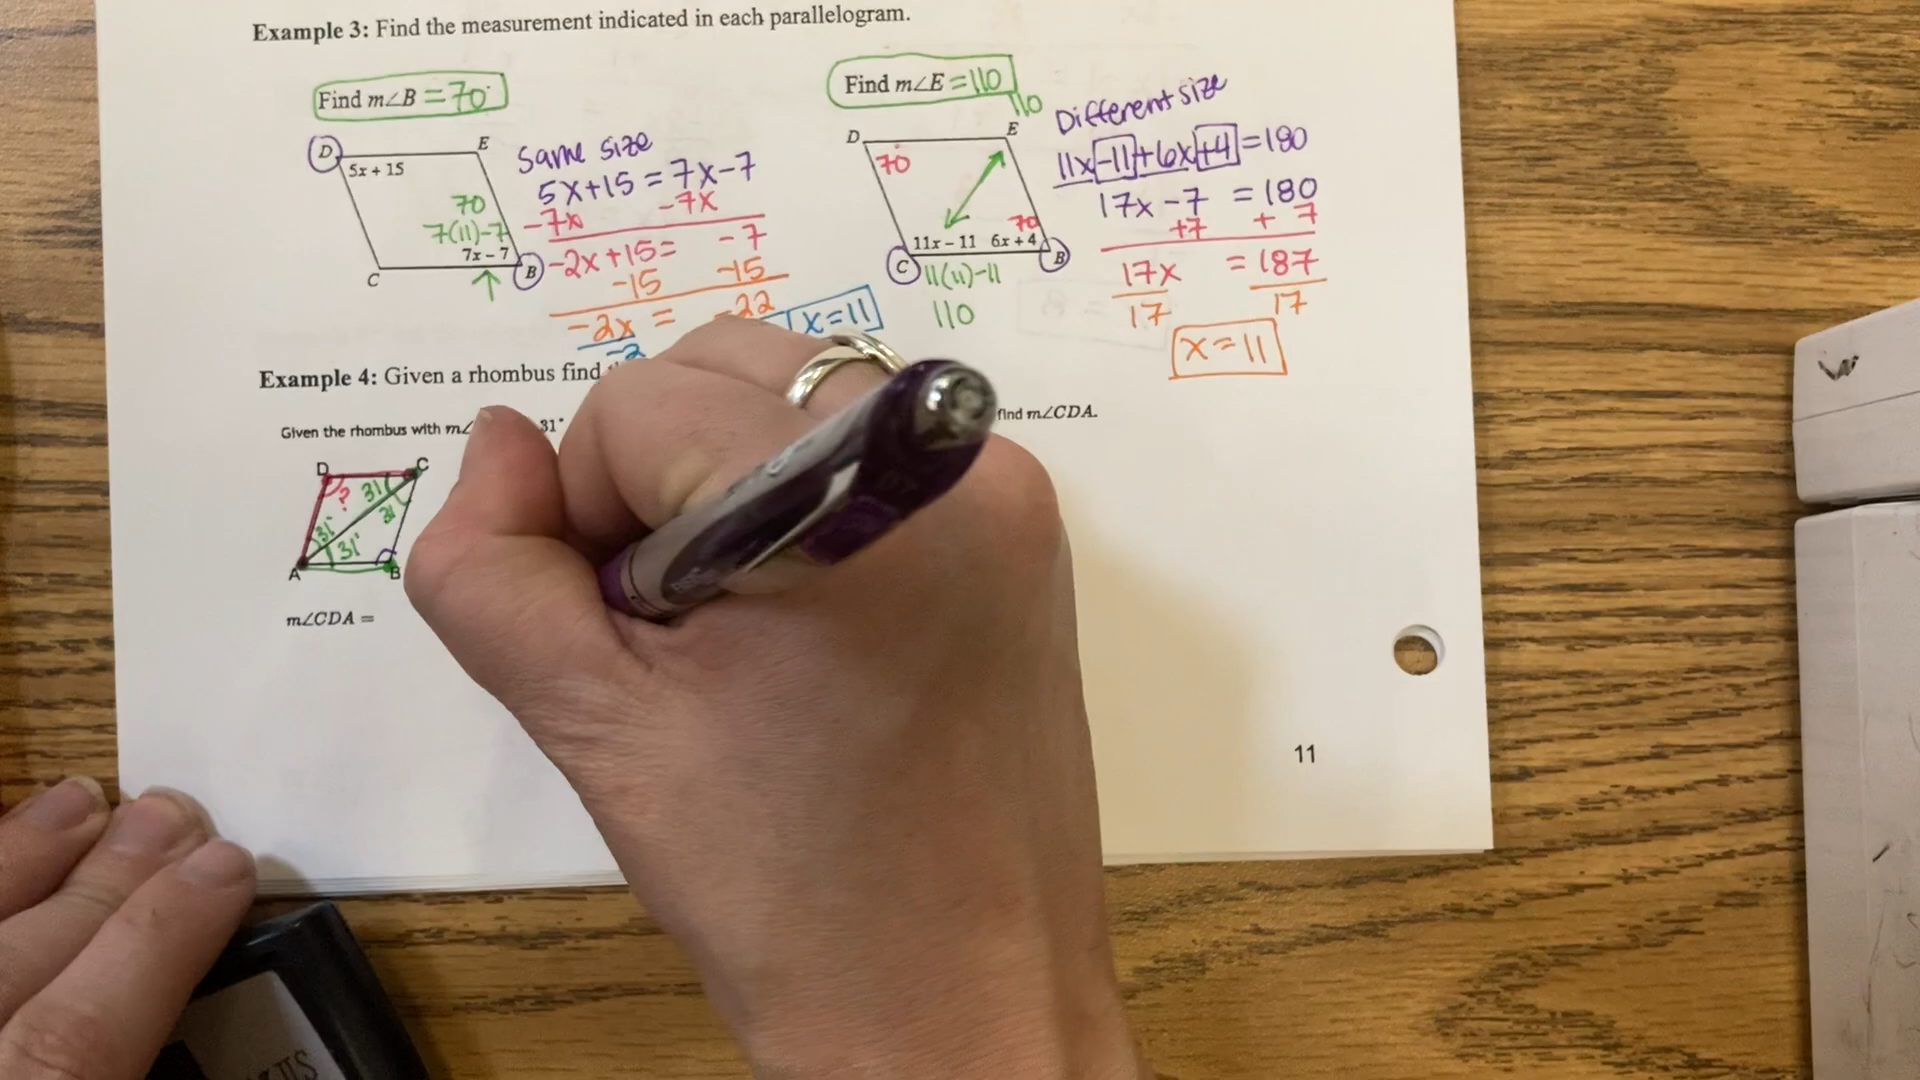 Example 3: Find the measurement indicated in each parallelogram.
Find m∠B = 70°
D
E
5x + 15
70
7(11)-7
7x – 7
C
B
Same size
5x+15 = 7x-7
-7x -7x
-2x+15= -7
-15 -15
-2x = -22
-2
x=11
Find m∠E = 110
110
D
E
70
70
11x – 11 6x + 4
C
B
11(11)-11
110
Different size
11x-11+6x+4=180
17x -7 = 180
+7 + 7
17x = 187
17 17
x=11
Example 4: Given a rhombus find
Given the rhombus with m∠ 31° find m∠CDA.
D
C
? 31
31
31°
31°
A
B
m∠CDA =
11